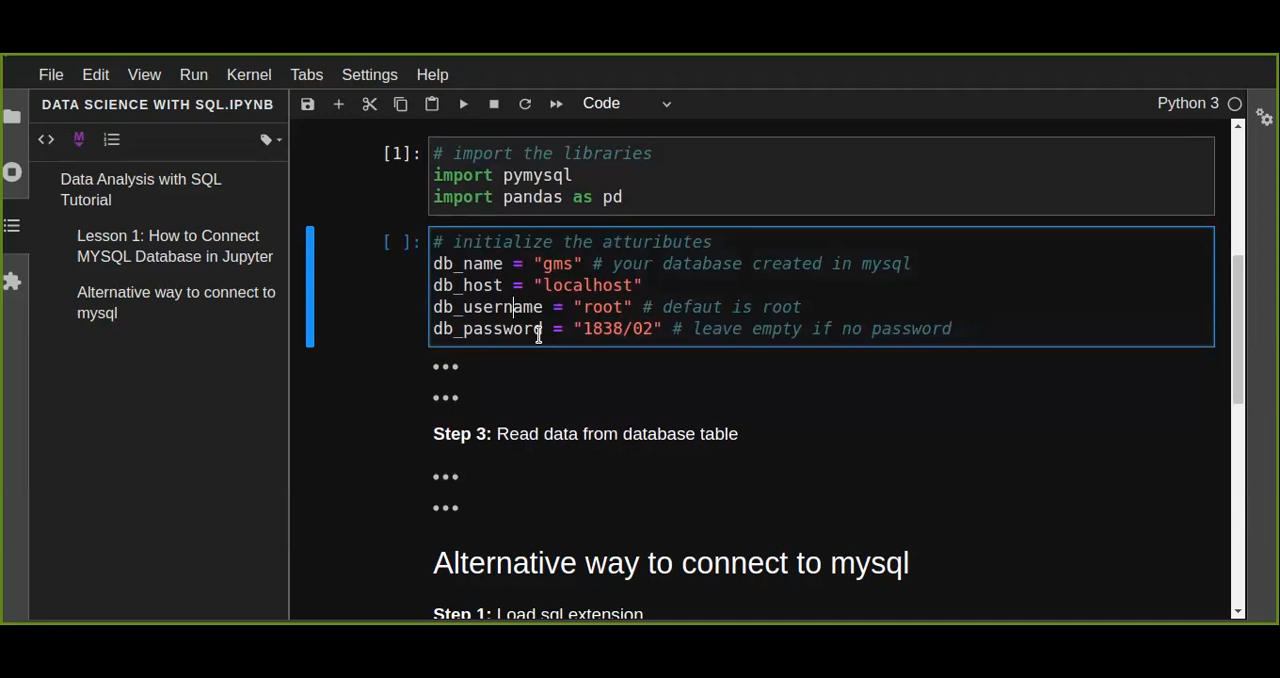 File Edit View Run Kernel Tabs Settings Help
DATA SCIENCE WITH SQL.IPYNB
Code
Python 3
M
Data Analysis with SQL
Tutorial
Lesson 1: How to Connect
MYSQL Database in Jupyter
Alternative way to connect to
mysql
[1]:
# import the libraries
import pymysql
import pandas as pd
[ ]:
# initialize the attuributes
db_name = "gms" # your database created in mysql
db_host = "localhost"
db_username = "root" # defaut is root
db_password = "1838/02" # leave empty if no password
Step 3: Read data from database table
Alternative way to connect to mysql
Step 1: Load sql extension